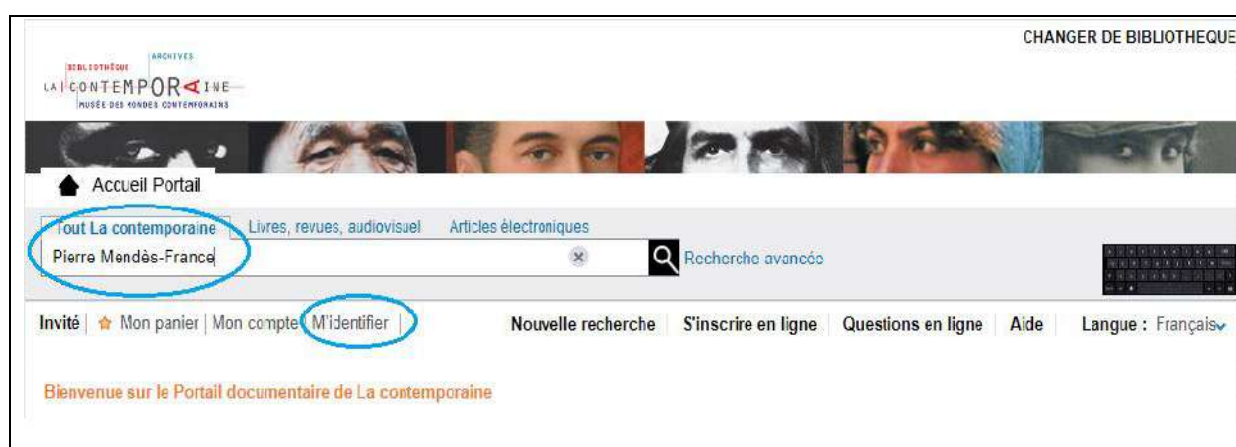 CHANGER DE BIBLIOTHEQUE
ARCHIVES
BIBLIOTHÈQUE
LA CONTEMPORAINE
MUSÉE DES MONDES CONTEMPORAINS
Accueil Portail
Tout La contemporaine Livres, revues, audiovisuel Articles électroniques
Pierre Mendès-France
Recherche avancée
Invité | Mon panier | Mon compte | M'identifier | Nouvelle recherche S'inscrire en ligne Questions en ligne Aide Langue : Français
Bienvenue sur le Portail documentaire de La contemporaine